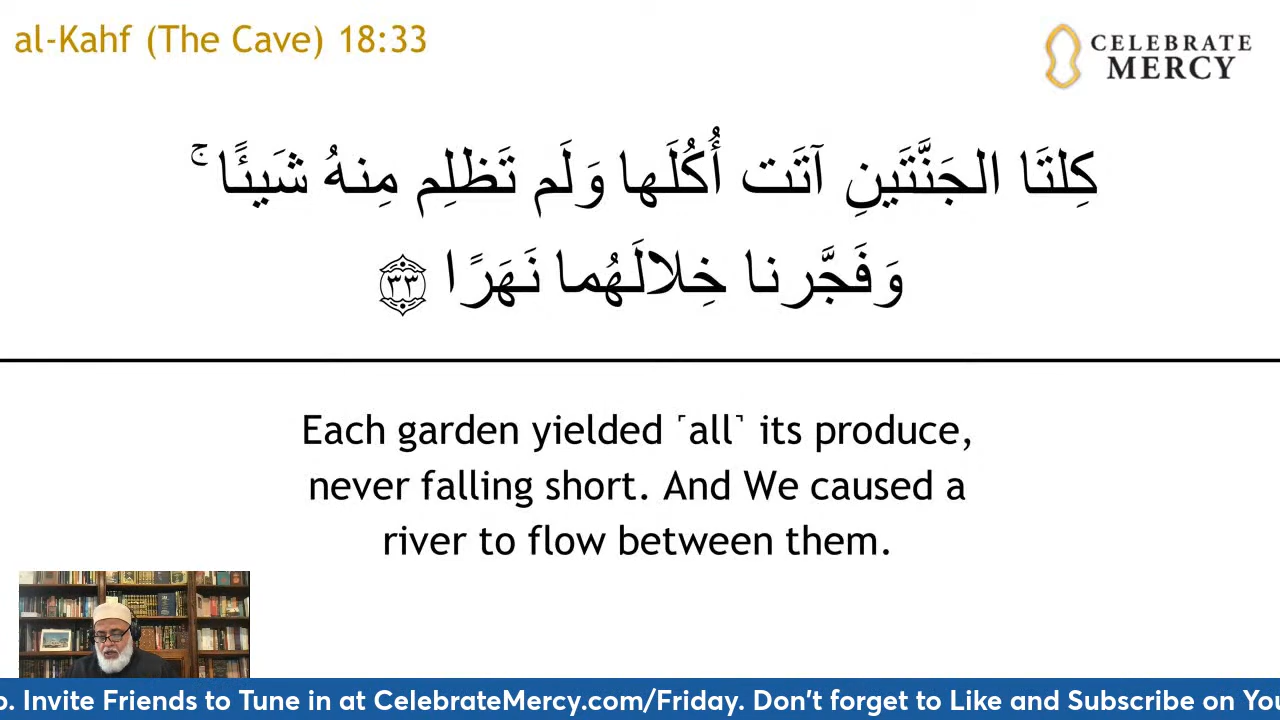 al-Kahf (The Cave) 18:33
CELEBRATE
MERCY
كِلتَا الجَنَّتَينِ آتَت أُكُلَها وَلَم تَظلِم مِنهُ شَيئًا ۚ
وَفَجَّرنا خِلالَهُما نَهَرًا ﴿٣٣﴾
Each garden yielded ˹all˺ its produce,
never falling short. And We caused a
river to flow between them.
. Invite Friends to Tune in at CelebrateMercy.com/Friday. Don't forget to Like and Subscribe on